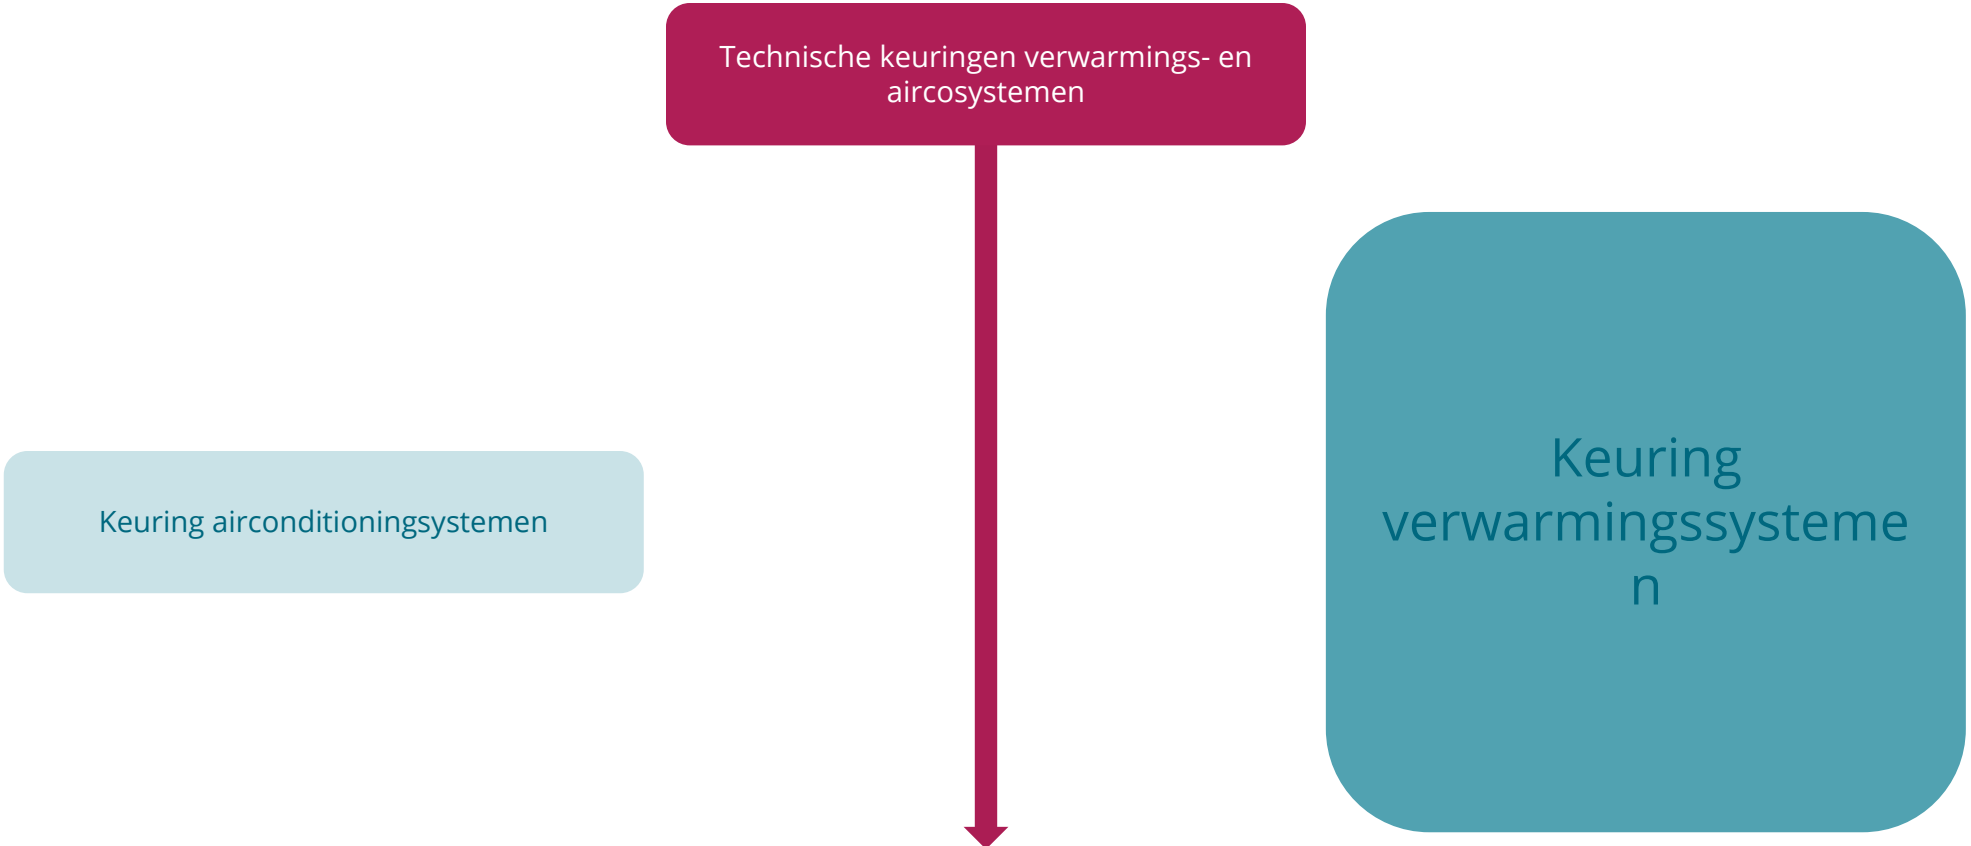 Technische keuringen verwarmings- en
aircosystemen
Keuring airconditioningsystemen
Keuring
verwarmingssysteme
n